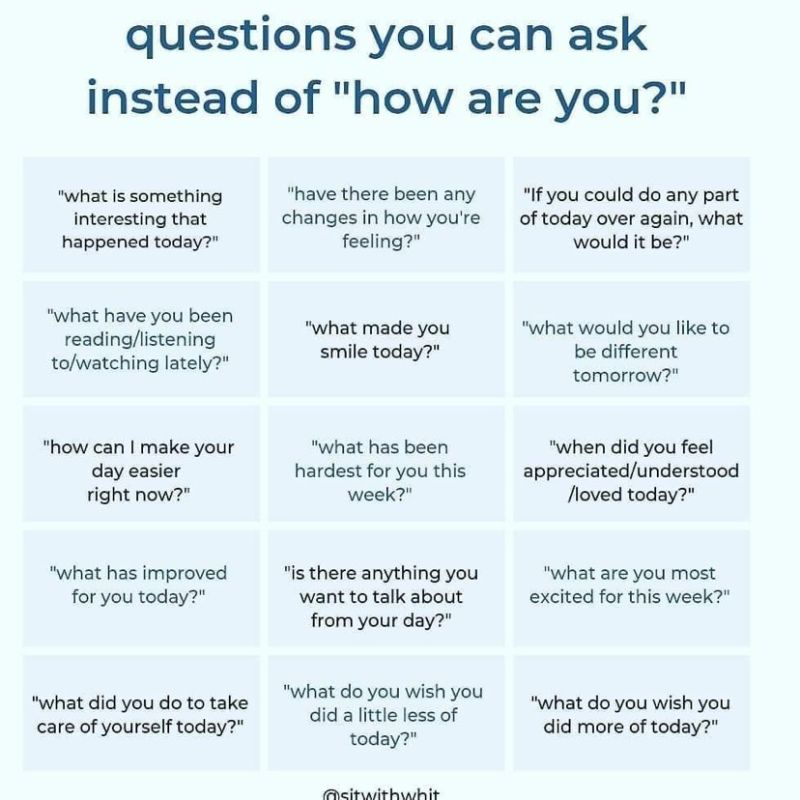 questions you can ask
instead of "how are you?"
"what is something
interesting that
happened today?"
"have there been any
changes in how you're
feeling?"
"If you could do any part
of today over again, what
would it be?"
"what have you been
reading/listening
to/watching lately?"
"what made you
smile today?"
"what would you like to
be different
tomorrow?"
"how can I make your
day easier
right now?"
"what has been
hardest for you this
week?"
"when did you feel
appreciated/understood
/loved today?"
"what has improved
for you today?"
"is there anything you
want to talk about
from your day?"
"what are you most
excited for this week?"
"what did you do to take
care of yourself today?"
"what do you wish you
did a little less of
today?"
"what do you wish you
did more of today?"
@sitwithwhit